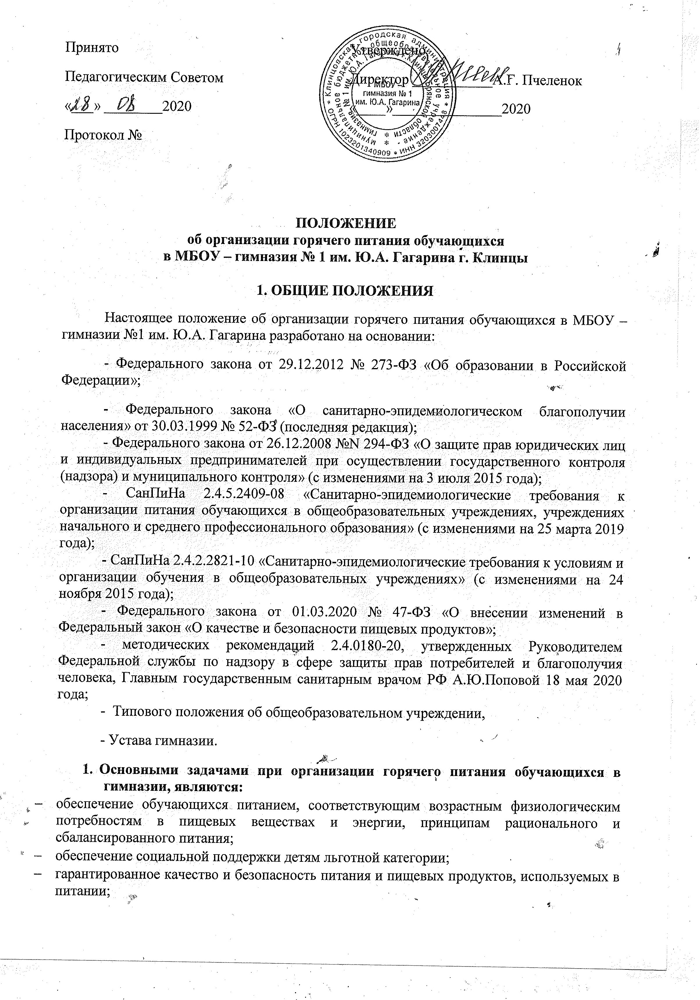 Принято
Утверждено
Педагогическим Советом
Директор А.Г. Пчеленок
«28» 08 2020
« » 2020
Протокол №
* Клинцовская городская администрация * ИНН 3203007448 * ОГРН 1023201340909
муниципальное бюджетное общеобразовательное учреждение -
гимназия № 1 им. Ю.А. Гагарина г. Клинцы Брянской области
МБОУ -
гимназия № 1
им. Ю.А. Гагарина
ПОЛОЖЕНИЕ
об организации горячего питания обучающихся
в МБОУ – гимназия № 1 им. Ю.А. Гагарина г. Клинцы
1. ОБЩИЕ ПОЛОЖЕНИЯ
Настоящее положение об организации горячего питания обучающихся в МБОУ –
гимназии №1 им. Ю.А. Гагарина разработано на основании:
- Федерального закона от 29.12.2012 № 273-ФЗ «Об образовании в Российской
Федерации»;
- Федерального закона «О санитарно-эпидемиологическом благополучии
населения» от 30.03.1999 № 52-ФЗ (последняя редакция);
- Федерального закона от 26.12.2008 №N 294-ФЗ «О защите прав юридических лиц
и индивидуальных предпринимателей при осуществлении государственного контроля
(надзора) и муниципального контроля» (с изменениями на 3 июля 2015 года);
- СанПиНа 2.4.5.2409-08 «Санитарно-эпидемиологические требования к
организации питания обучающихся в общеобразовательных учреждениях, учреждениях
начального и среднего профессионального образования» (с изменениями на 25 марта 2019
года);
- СанПиНа 2.4.2.2821-10 «Санитарно-эпидемиологические требования к условиям и
организации обучения в общеобразовательных учреждениях» (с изменениями на 24
ноября 2015 года);
- Федерального закона от 01.03.2020 № 47-ФЗ «О внесении изменений в
Федеральный закон «О качестве и безопасности пищевых продуктов»;
- методических рекомендаций 2.4.0180-20, утвержденных Руководителем
Федеральной службы по надзору в сфере защиты прав потребителей и благополучия
человека, Главным государственным санитарным врачом РФ А.Ю.Поповой 18 мая 2020
года;
- Типового положения об общеобразовательном учреждении,
- Устава гимназии.
1. Основными задачами при организации горячего питания обучающихся в
гимназии, являются:
– обеспечение обучающихся питанием, соответствующим возрастным физиологическим
потребностям в пищевых веществах и энергии, принципам рационального и
сбалансированного питания;
– обеспечение социальной поддержки детям льготной категории;
– гарантированное качество и безопасность питания и пищевых продуктов, используемых в
питании;